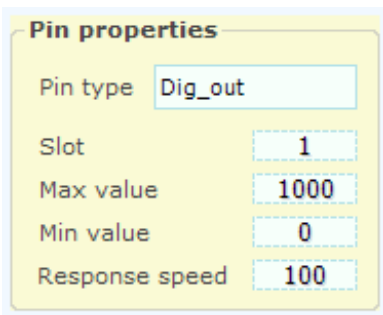 Pin properties
Pin type Dig_out
Slot 1
Max value 1000
Min value 0
Response speed 100